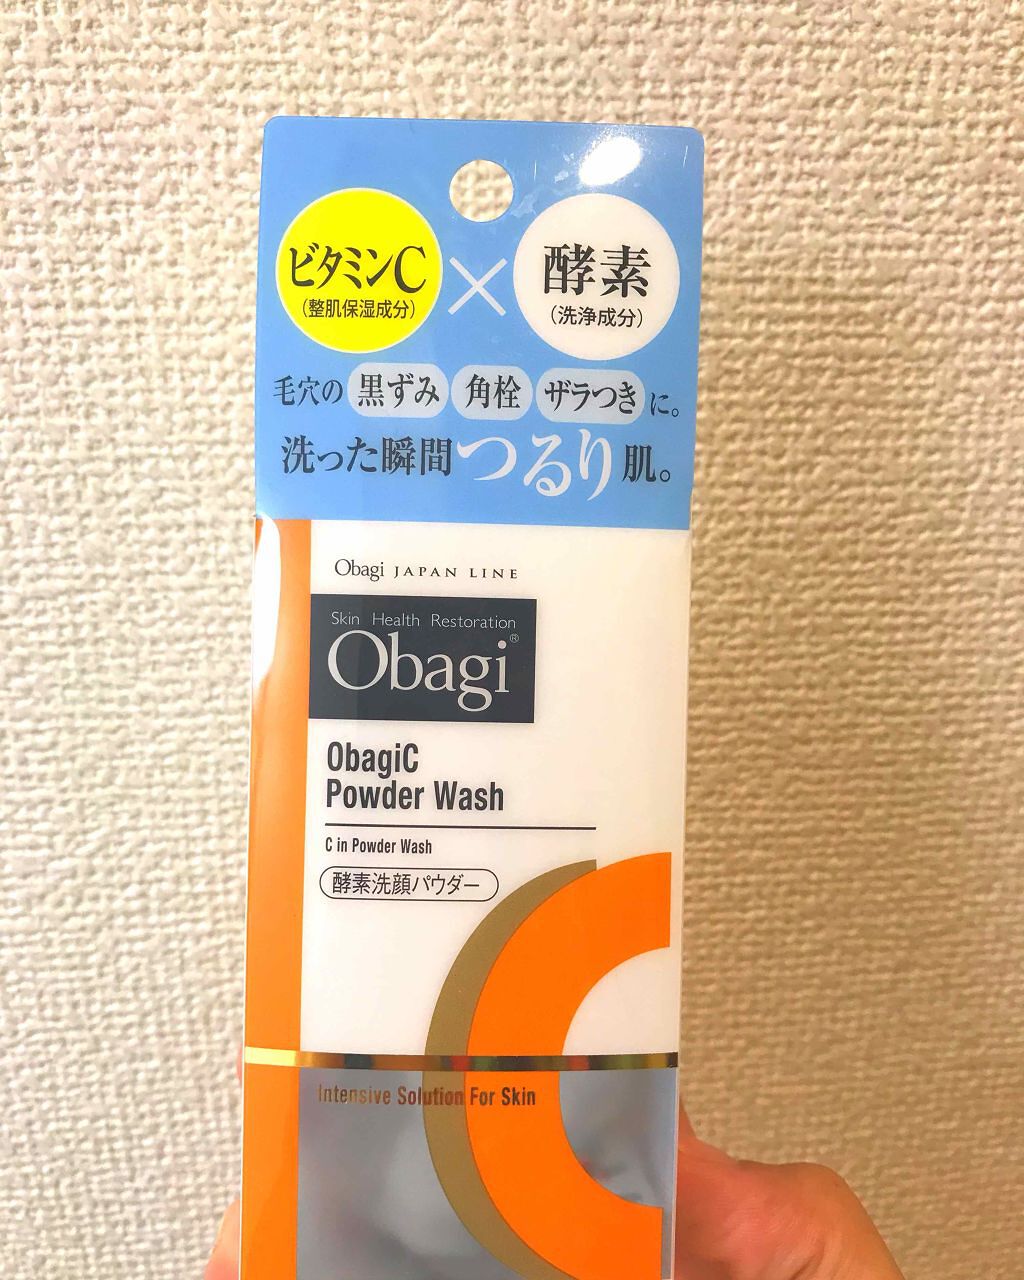 ビタミンC
(整肌保湿成分)
×
酵素
(洗浄成分)
毛穴の 黒ずみ 角栓 ザラつき に。
洗った瞬間つるり肌。
Obagi JAPAN LINE
Skin Health Restoration
Obagi®
ObagiC
Powder Wash
C in Powder Wash
酵素洗顔パウダー
Intensive Solution For Skin